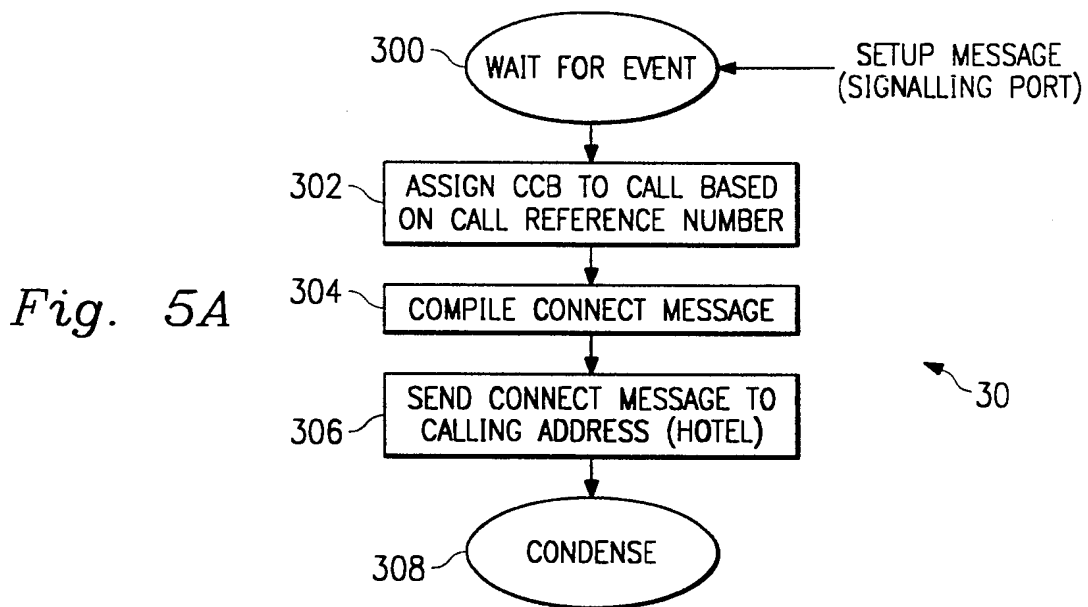 300
WAIT FOR EVENT
SETUP MESSAGE
(SIGNALLING PORT)
302
ASSIGN CCB TO CALL BASED
ON CALL REFERENCE NUMBER
Fig. 5A
304
COMPILE CONNECT MESSAGE
306
SEND CONNECT MESSAGE TO
CALLING ADDRESS (HOTEL)
30
308
CONDENSE